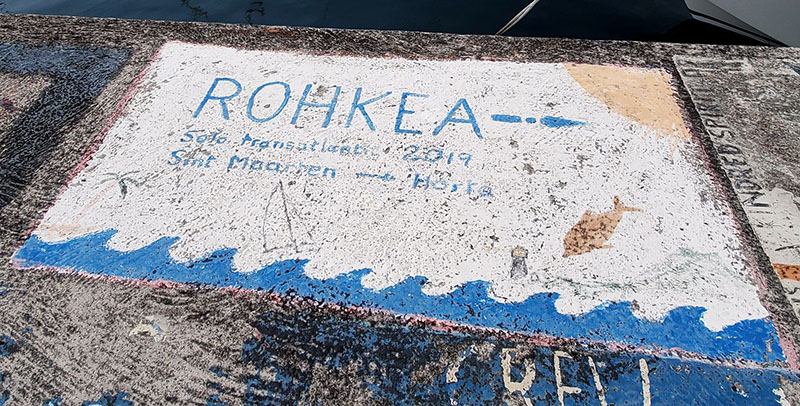 ROHKEA
Solo transatlantic 2019
Sint Maarten → Horta